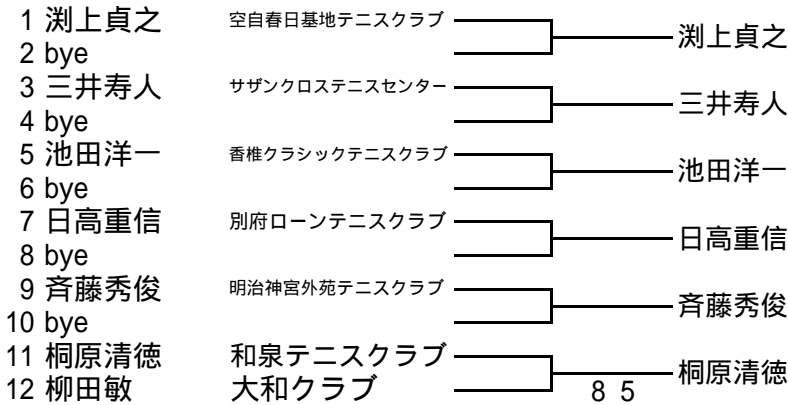 1 渕上貞之 空自春日基地テニスクラブ
渕上貞之
2 bye
3 三井寿人 サザンクロステニスセンター
三井寿人
4 bye
5 池田洋一 香椎クラシックテニスクラブ
池田洋一
6 bye
7 日高重信 別府ローンテニスクラブ
日高重信
8 bye
9 斉藤秀俊 明治神宮外苑テニスクラブ
斉藤秀俊
10 bye
11 桐原清徳 和泉テニスクラブ
桐原清徳
12 柳田敏 大和クラブ 8 5